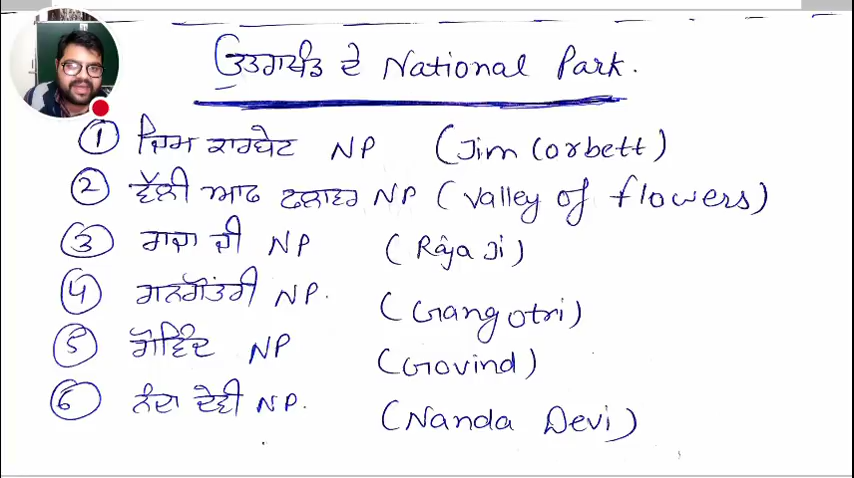 ਉਤਰਾਖੰਡ ਦੇ National Park.
1 ਜਿਮ ਕਾਰਬੇਟ NP (Jim Corbett)
2 ਵੈਲੀ ਆਫ ਫਲਾਵਰ NP (Valley of flowers)
3 ਰਾਜਾ ਜੀ NP (Raja Ji)
4 ਗਨਗੋਤਰੀ NP. (Gangotri)
5 ਗੋਵਿੰਦ NP (Govind)
6 ਨੰਦਾ ਦੇਵੀ NP. (Nanda Devi)